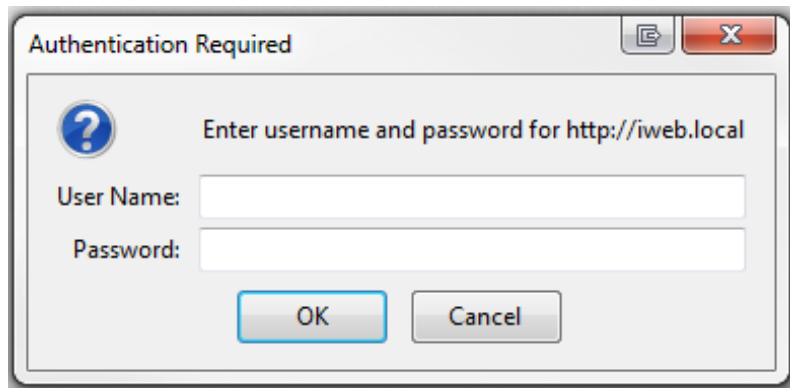 Authentication Required
Enter username and password for http://iweb.local
User Name:
Password:
OK Cancel